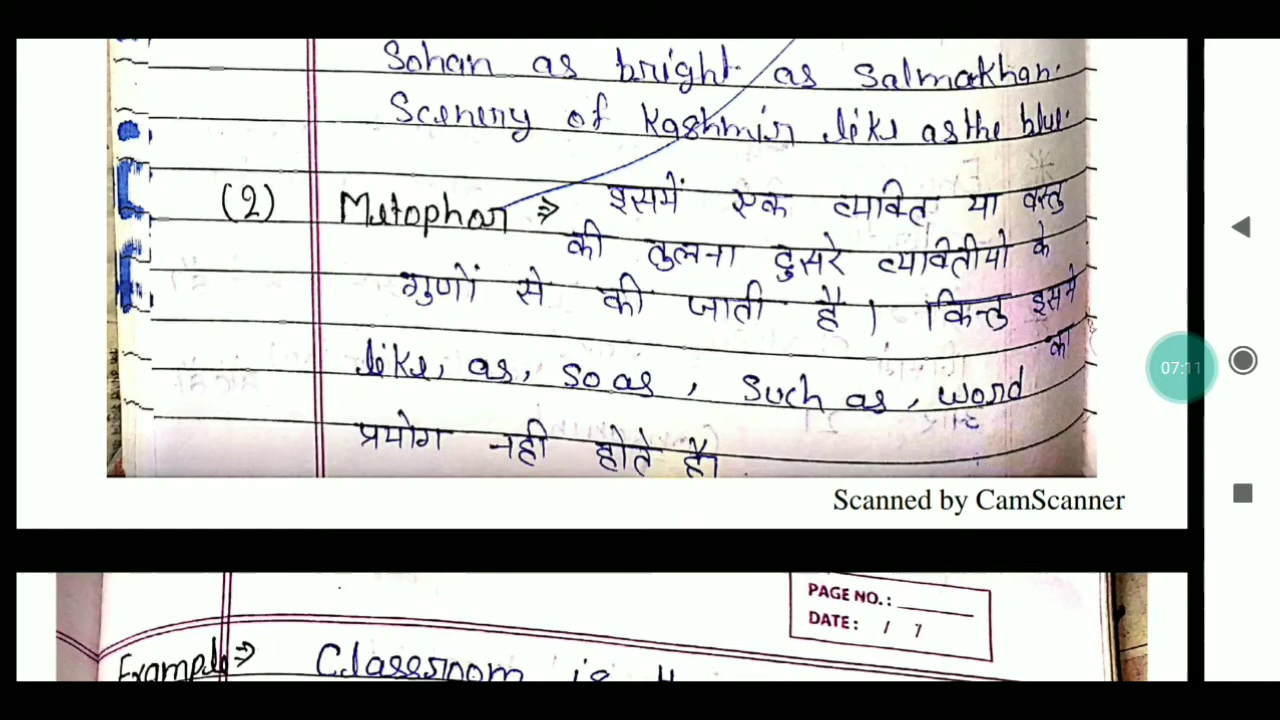 Sohan as bright as Salmakhan.
Scenery of Kashmir like as the blue.
(2) Metophor ⇒ इसमें एक व्यक्ति या वस्तु
की तुलना दुसरे व्यक्तितीयो के
गुणों से की जाती है। किन्तु इसमे
का
like, as, so as, such as, word
प्रयोग नही होते है।
Scanned by CamScanner
07:11
PAGE NO.:
DATE: / /
Example ⇒ Classroom is